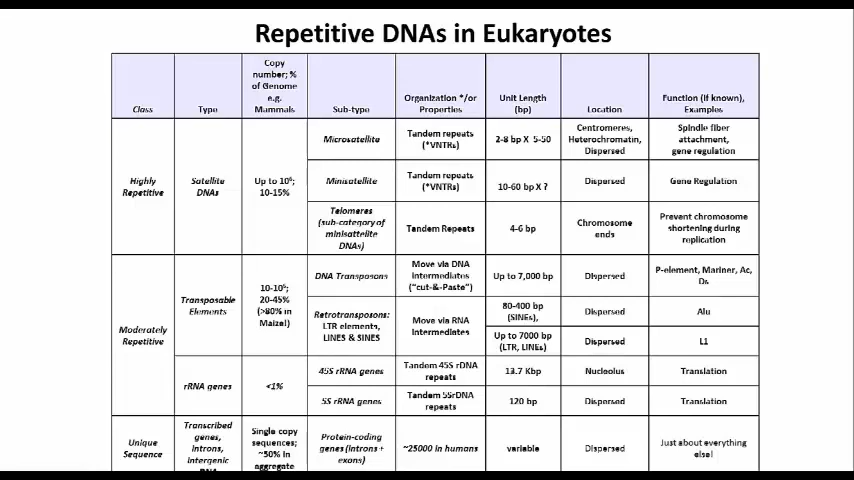 Repetitive DNAs in Eukaryotes
Class
Type
Copy
number; %
of Genome
e.g.
Mammals
Sub-type
Organization */or
Properties
Unit Length
(bp)
Location
Function (if known),
Examples
Highly
Repetitive
Satellite
DNAs
Up to 10⁶;
10-15%
Microsatellite
Tandem repeats
(*VNTRs)
2-8 bp X 5-50
Centromeres,
Heterochromatin,
Dispersed
Spindle fiber
attachment,
gene regulation
Minisatellite
Tandem repeats
(*VNTRs)
10-60 bp X ?
Dispersed
Gene Regulation
Telomeres
(sub-category of
minisattelite
DNAs)
Tandem Repeats
4-6 bp
Chromosome
ends
Prevent chromosome
shortening during
replication
Moderately
Repetitive
Transposable
Elements
10-10⁵;
20-45%
(>80% in
Maize!)
DNA Transposons
Move via DNA
Intermediates
("cut-&-Paste")
Up to 7,000 bp
Dispersed
P-element, Mariner, Ac,
Ds
Retrotransposons:
LTR elements,
LINES & SINES
Move via RNA
Intermediates
80-400 bp
(SINEs),
Dispersed
Alu
Up to 7000 bp
(LTR, LINEs)
Dispersed
L1
rRNA genes
<1%
45S rRNA genes
Tandom 45S rDNA
repeats
13.7 Kbp
Nucleolus
Translation
5S rRNA genes
Tandem 5SrDNA
repeats
120 bp
Dispersed
Translation
Unique
Sequence
Transcribed
genes,
Introns,
Intergenic
Single copy
sequences;
~50% in
aggregate
Protein-coding
genes (Introns +
exons)
~25000 in humans
variable
Dispersed
Just about everything
else!